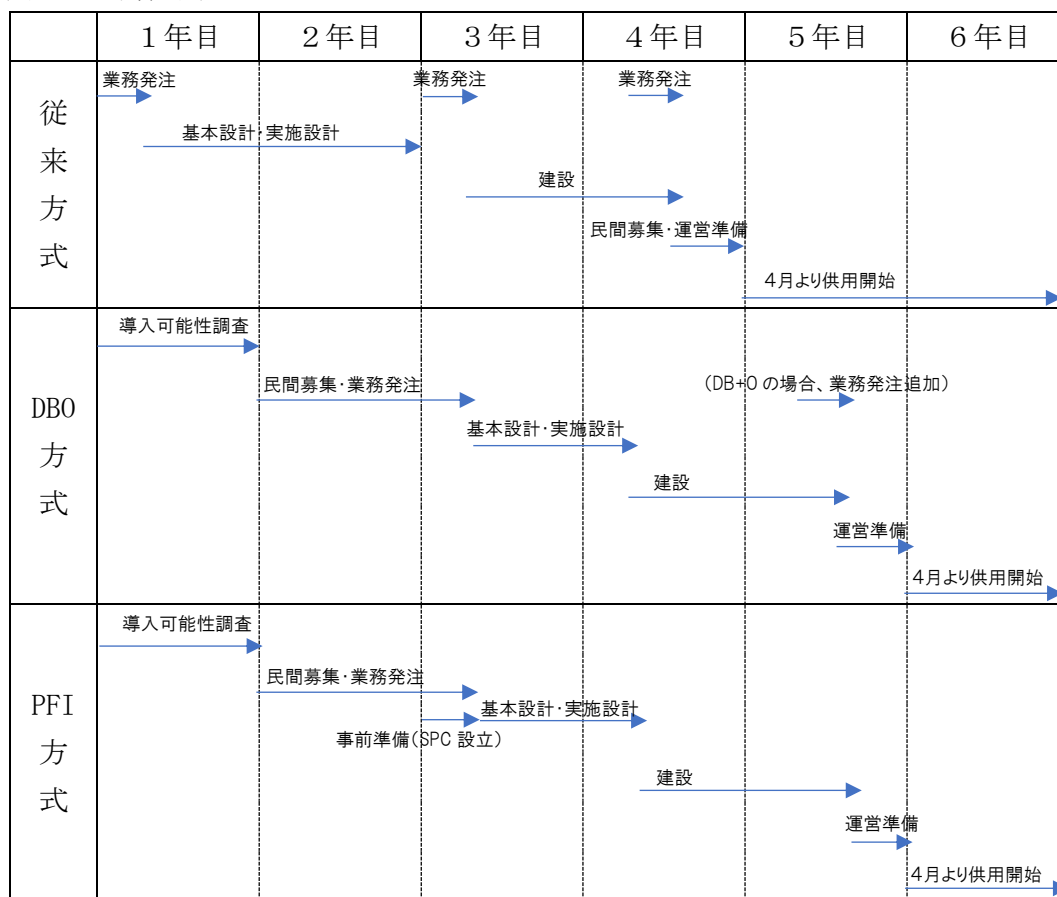 １年目 ２年目 ３年目 ４年目 ５年目 ６年目
従来方式
業務発注 業務発注 業務発注
基本設計・実施設計
建設
民間募集・運営準備
４月より供用開始
DBO方式
導入可能性調査
民間募集・業務発注 （DB+O の場合、業務発注追加）
基本設計・実施設計
建設
運営準備
４月より供用開始
PFI方式
導入可能性調査
民間募集・業務発注
基本設計・実施設計
事前準備（SPC 設立）
建設
運営準備
４月より供用開始